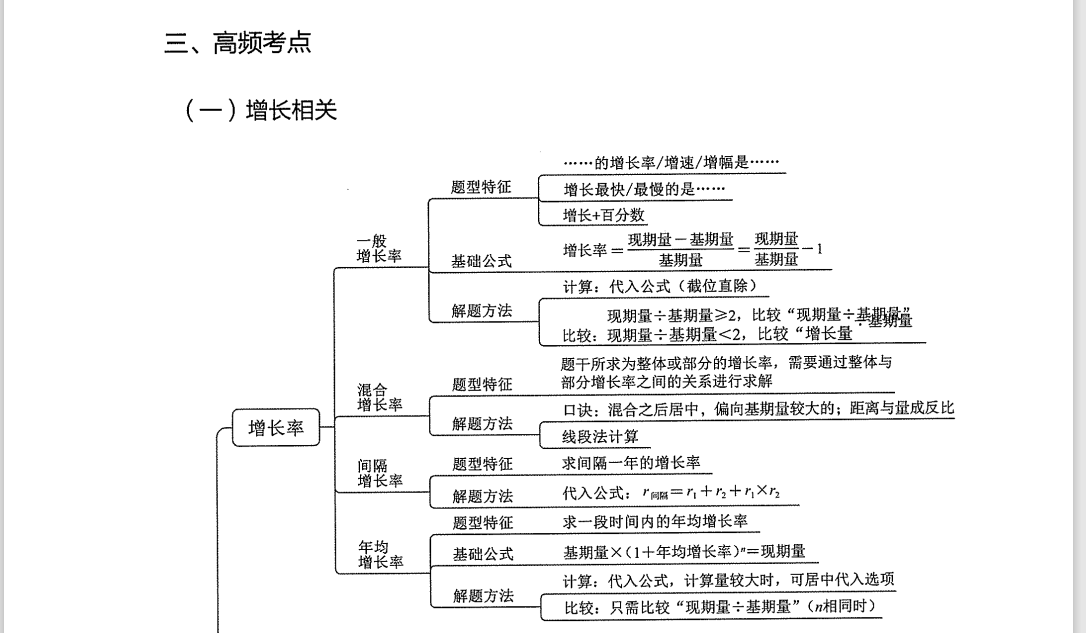 三、高频考点
（一）增长相关
增长率
一般
增长率
题型特征
……的增长率/增速/增幅是……
增长最快/最慢的是……
增长+百分数
基础公式
增长率＝(现期量－基期量)/基期量＝现期量/基期量－1
解题方法
计算：代入公式（截位直除）
现期量÷基期量≥2，比较“现期量÷基期量”
比较：现期量÷基期量＜2，比较“增长量÷基期量
混合
增长率
题型特征
题干所求为整体或部分的增长率，需要通过整体与
部分增长率之间的关系进行求解
解题方法
口诀：混合之后居中，偏向基期量较大的；距离与量成反比
线段法计算
间隔
增长率
题型特征
求间隔一年的增长率
解题方法
代入公式：r间隔＝r₁＋r₂＋r₁×r₂
年均
增长率
题型特征
求一段时间内的年均增长率
基础公式
基期量×（1＋年均增长率）ⁿ＝现期量
解题方法
计算：代入公式，计算量较大时，可居中代入选项
比较：只需比较“现期量÷基期量”（n相同时）